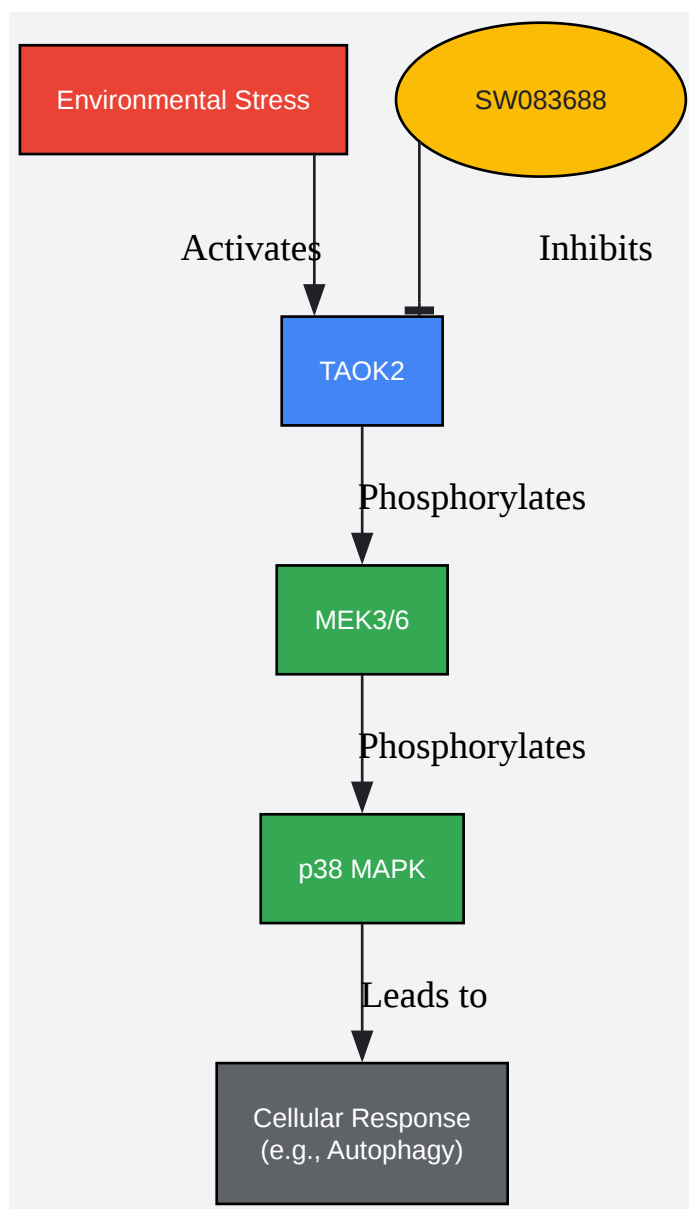 Environmental Stress
SW083688
Activates
Inhibits
TAOK2
Phosphorylates
MEK3/6
Phosphorylates
p38 MAPK
Leads to
Cellular Response
(e.g., Autophagy)